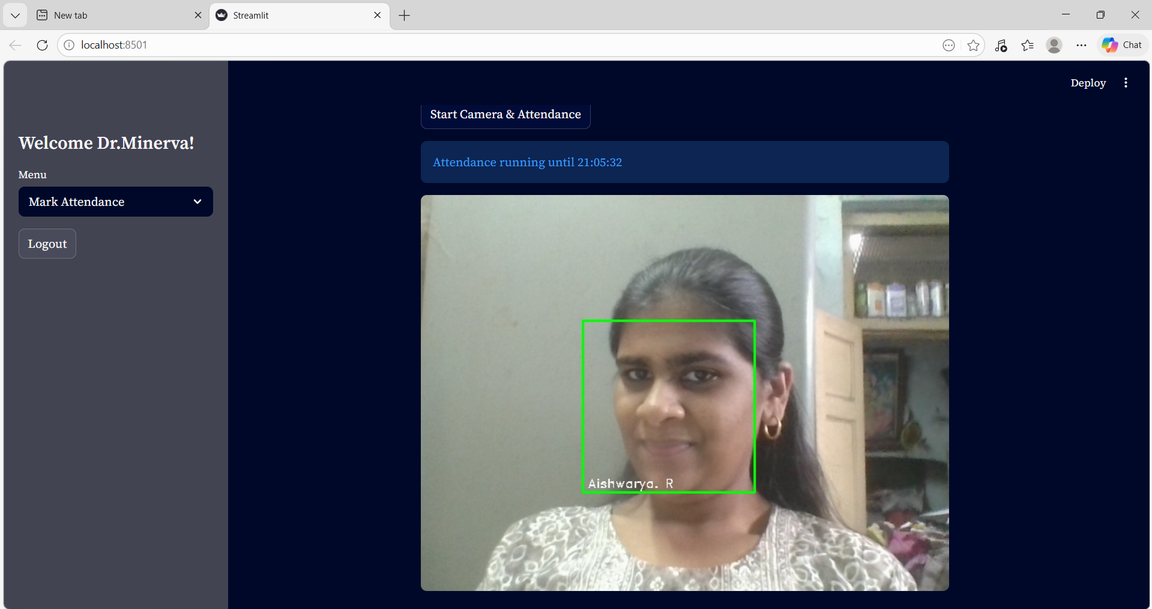 New tab
Streamlit
localhost:8501
Chat
Deploy
Welcome Dr.Minerva!
Menu
Mark Attendance
Logout
Start Camera & Attendance
Attendance running until 21:05:32
Aishwarya. R